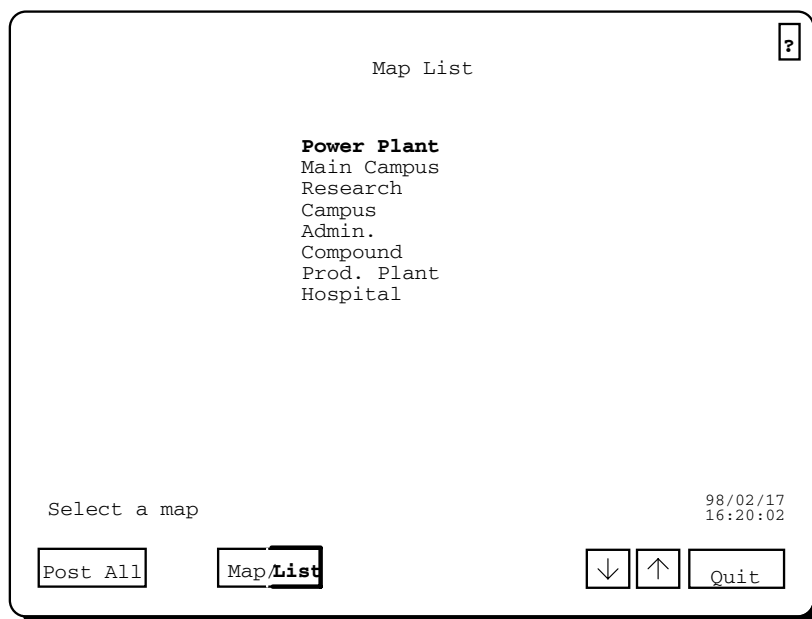 ?
Map List
Power Plant
Main Campus
Research
Campus
Admin.
Compound
Prod. Plant
Hospital
Select a map
98/02/17
16:20:02
Post All
Map/List
↓
↑
Quit